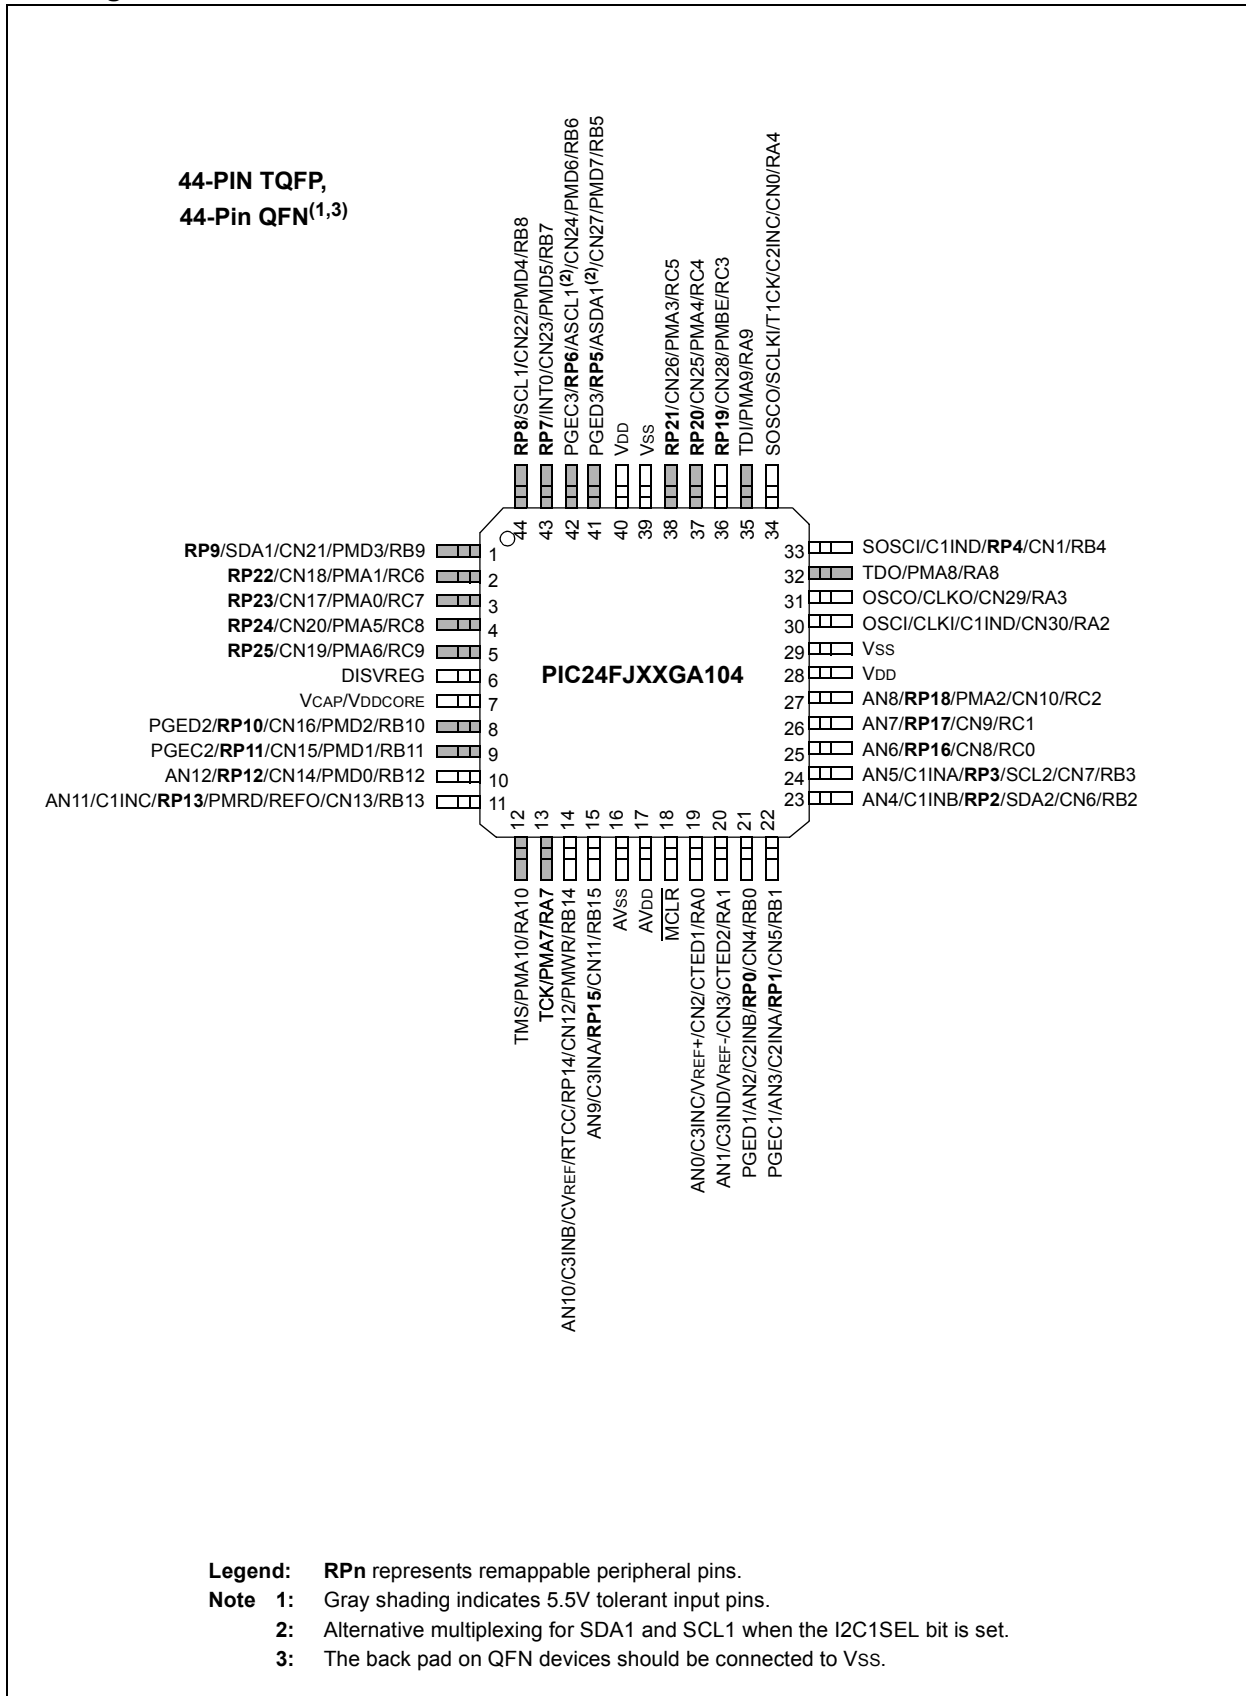 44-PIN TQFP,
44-Pin QFN(1,3)
RP8/SCL1/CN22/PMD4/RB8
RP7/INT0/CN23/PMD5/RB7
PGEC3/RP6/ASCL1(2)/CN24/PMD6/RB6
PGED3/RP5/ASDA1(2)/CN27/PMD7/RB5
VDD
VSS
RP21/CN26/PMA3/RC5
RP20/CN25/PMA4/RC4
RP19/CN28/PMBE/RC3
TDI/PMA9/RA9
SOSCO/SCLKI/T1CK/C2INC/CN0/RA4
44
43
42
41
40
39
38
37
36
35
34
RP9/SDA1/CN21/PMD3/RB9 1
RP22/CN18/PMA1/RC6 2
RP23/CN17/PMA0/RC7 3
RP24/CN20/PMA5/RC8 4
RP25/CN19/PMA6/RC9 5
DISVREG 6
VCAP/VDDCORE 7
PGED2/RP10/CN16/PMD2/RB10 8
PGEC2/RP11/CN15/PMD1/RB11 9
AN12/RP12/CN14/PMD0/RB12 10
AN11/C1INC/RP13/PMRD/REFO/CN13/RB13 11
PIC24FJXXGA104
33 SOSCI/C1IND/RP4/CN1/RB4
32 TDO/PMA8/RA8
31 OSCO/CLKO/CN29/RA3
30 OSCI/CLKI/C1IND/CN30/RA2
29 VSS
28 VDD
27 AN8/RP18/PMA2/CN10/RC2
26 AN7/RP17/CN9/RC1
25 AN6/RP16/CN8/RC0
24 AN5/C1INA/RP3/SCL2/CN7/RB3
23 AN4/C1INB/RP2/SDA2/CN6/RB2
12
13
14
15
16
17
18
19
20
21
22
TMS/PMA10/RA10
TCK/PMA7/RA7
AN10/C3INB/CVREF/RTCC/RP14/CN12/PMWR/RB14
AN9/C3INA/RP15/CN11/RB15
AVSS
AVDD
MCLR
AN0/C3INC/VREF+/CN2/CTED1/RA0
AN1/C3IND/VREF-/CN3/CTED2/RA1
PGED1/AN2/C2INB/RP0/CN4/RB0
PGEC1/AN3/C2INA/RP1/CN5/RB1
Legend: RPn represents remappable peripheral pins.
Note 1: Gray shading indicates 5.5V tolerant input pins.
2: Alternative multiplexing for SDA1 and SCL1 when the I2C1SEL bit is set.
3: The back pad on QFN devices should be connected to VSS.